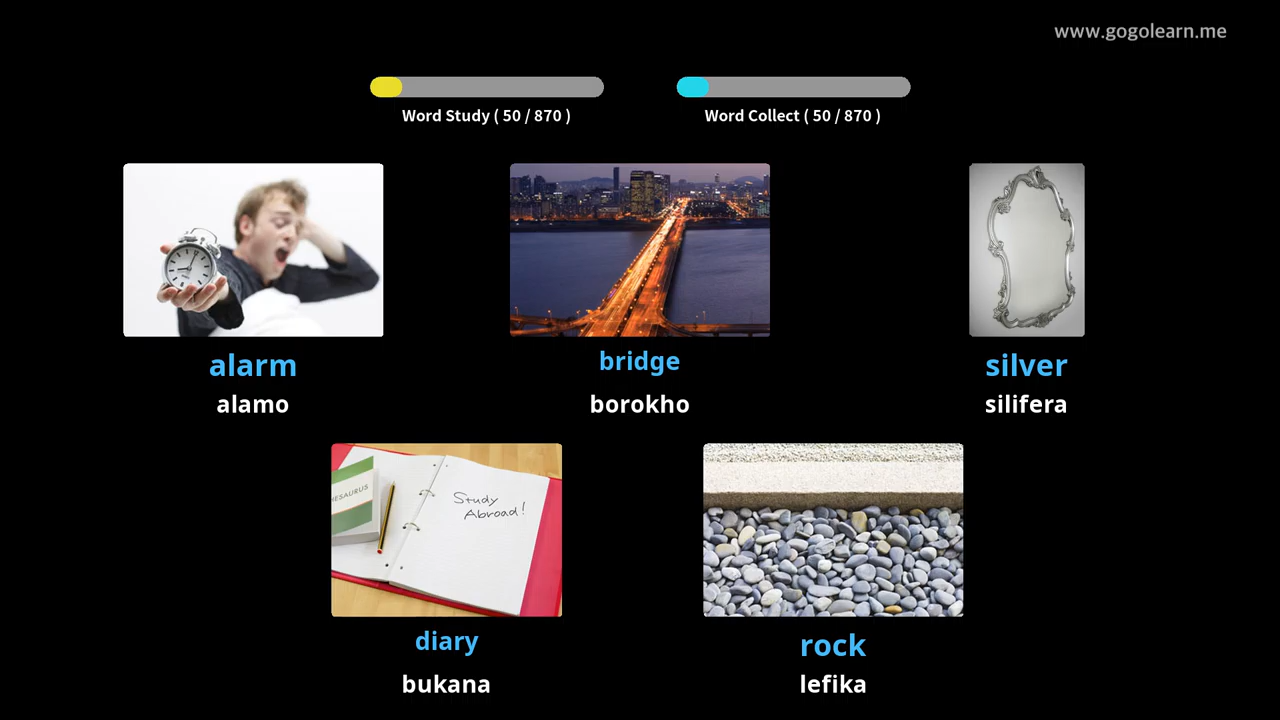 www.gogolearn.me
Word Study ( 50 / 870 )
Word Collect ( 50 / 870 )
alarm
alamo
bridge
borokho
silver
silifera
HESAURUS
Study
Abroad!
diary
bukana
rock
lefika